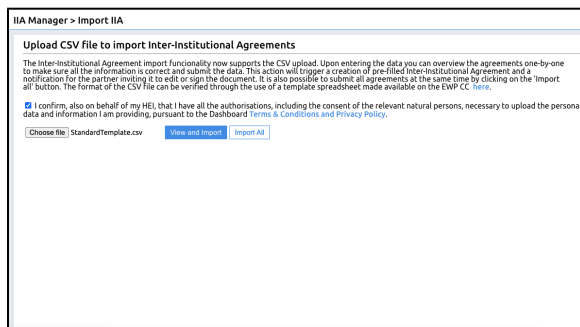 IIA Manager > Import IIA
Upload CSV file to import Inter-Institutional Agreements
The Inter-Institutional Agreement import funcionality now supports the CSV upload. Upon entering the data you can overview the agreements one-by-one
to make sure all the information is correct and submit the data. This action will trigger a creation of pre-filled Inter-Institutional Agreement and a
notification for the partner inviting it to edit or sign the document. It is also possible to submit all agreements at the same time by clicking on the 'Import
all' button. The format of the CSV file can be verified through the use of a template spreadsheet made available on the EWP CC here.
I confirm, also on behalf of my HEI, that I have all the authorisations, including the consent of the relevant natural persons, necessary to upload the persona
data and information I am providing, pursuant to the Dashboard Terms & Conditions and Privacy Policy.
Choose file StandardTemplate.csv View and Import Import All